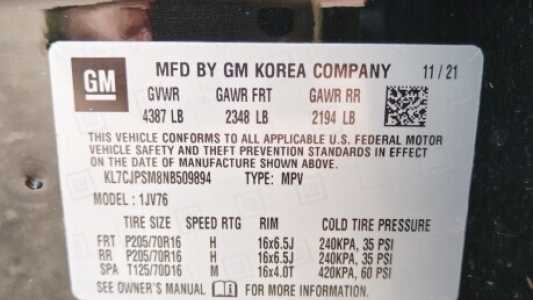 GM MFD BY GM KOREA COMPANY 11/21
GVWR GAWR FRT GAWR RR
4387 LB 2348 LB 2194 LB
THIS VEHICLE CONFORMS TO ALL APPLICABLE U.S. FEDERAL MOTOR
VEHICLE SAFETY AND THEFT PREVENTION STANDARDS IN EFFECT
ON THE DATE OF MANUFACTURE SHOWN ABOVE.
KL7CJPSM8NB509894 TYPE: MPV
MODEL: 1JV76
TIRE SIZE SPEED RTG RIM COLD TIRE PRESSURE
FRT P205/70R16 H 16x6.5J 240KPA, 35 PSI
RR P205/70R16 H 16x6.5J 240KPA, 35 PSI
SPA T125/70D16 M 16x4.0T 420KPA, 60 PSI
SEE OWNER'S MANUAL FOR MORE INFORMATION.